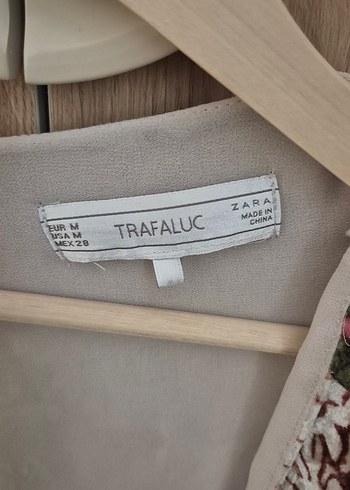 EUR M
USA M
MEX 28
TRAFALUC
ZARA
MADE IN
CHINA